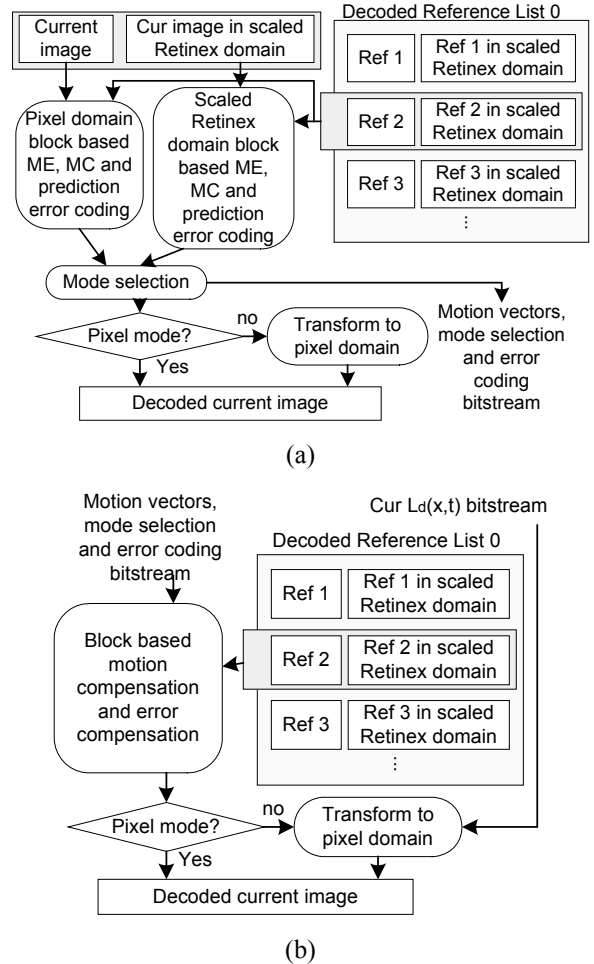 Current
image
Cur image in scaled
Retinex domain
Decoded Reference List 0
Ref 1
Ref 1 in scaled
Retinex domain
Ref 2
Ref 2 in scaled
Retinex domain
Ref 3
Ref 3 in scaled
Retinex domain
...
Pixel domain
block based
ME, MC and
prediction
error coding
Scaled
Retinex
domain block
based ME,
MC and
prediction
error coding
Mode selection
Pixel mode?
no
Transform to
pixel domain
Motion vectors,
mode selection
and error
coding
bitstream
Yes
Decoded current image
(a)
Motion vectors,
mode selection
and error coding
bitstream
Cur Ld(x,t) bitstream
Decoded Reference List 0
Ref 1
Ref 1 in scaled
Retinex domain
Ref 2
Ref 2 in scaled
Retinex domain
Ref 3
Ref 3 in scaled
Retinex domain
...
Block based
motion
compensation
and error
compensation
Pixel mode?
no
Transform to
pixel domain
Yes
Decoded current image
(b)